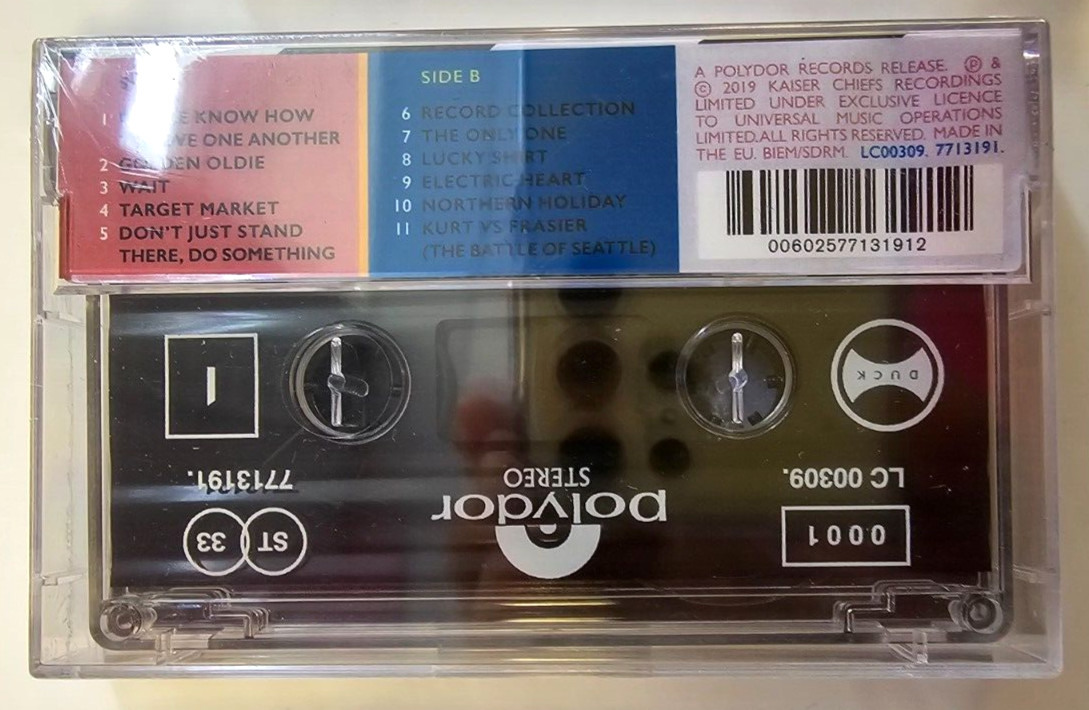 1 KNOW HOW
ONE ANOTHER
2 GOLDEN OLDIE
3 WAIT
4 TARGET MARKET
5 DON'T JUST STAND
THERE, DO SOMETHING
SIDE B
6 RECORD COLLECTION
7 THE ONLY ONE
8 LUCKY SHIRT
9 ELECTRIC HEART
10 NORTHERN HOLIDAY
11 KURT VS FRASIER
(THE BATTLE OF SEATTLE)
A POLYDOR RECORDS RELEASE. ℗ &
© 2019 KAISER CHIEFS RECORDINGS
LIMITED UNDER EXCLUSIVE LICENCE
TO UNIVERSAL MUSIC OPERATIONS
LIMITED.ALL RIGHTS RESERVED. MADE IN
THE EU. BIEM/SDRM. LC00309. 7713191.
00602577131912
1
DUCK
7713191.
STEREO
LC 00309.
polydor
33 ST
0001